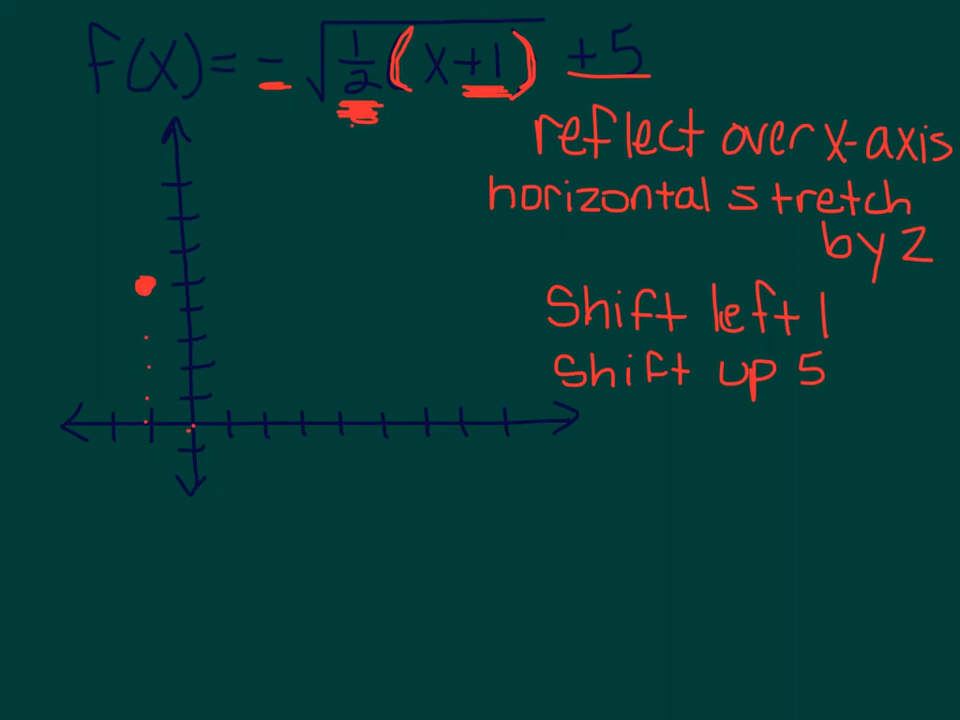 f(x) = - √(1/2 (x+1)) + 5
reflect over x-axis
horizontal stretch
by 2
Shift left 1
Shift up 5